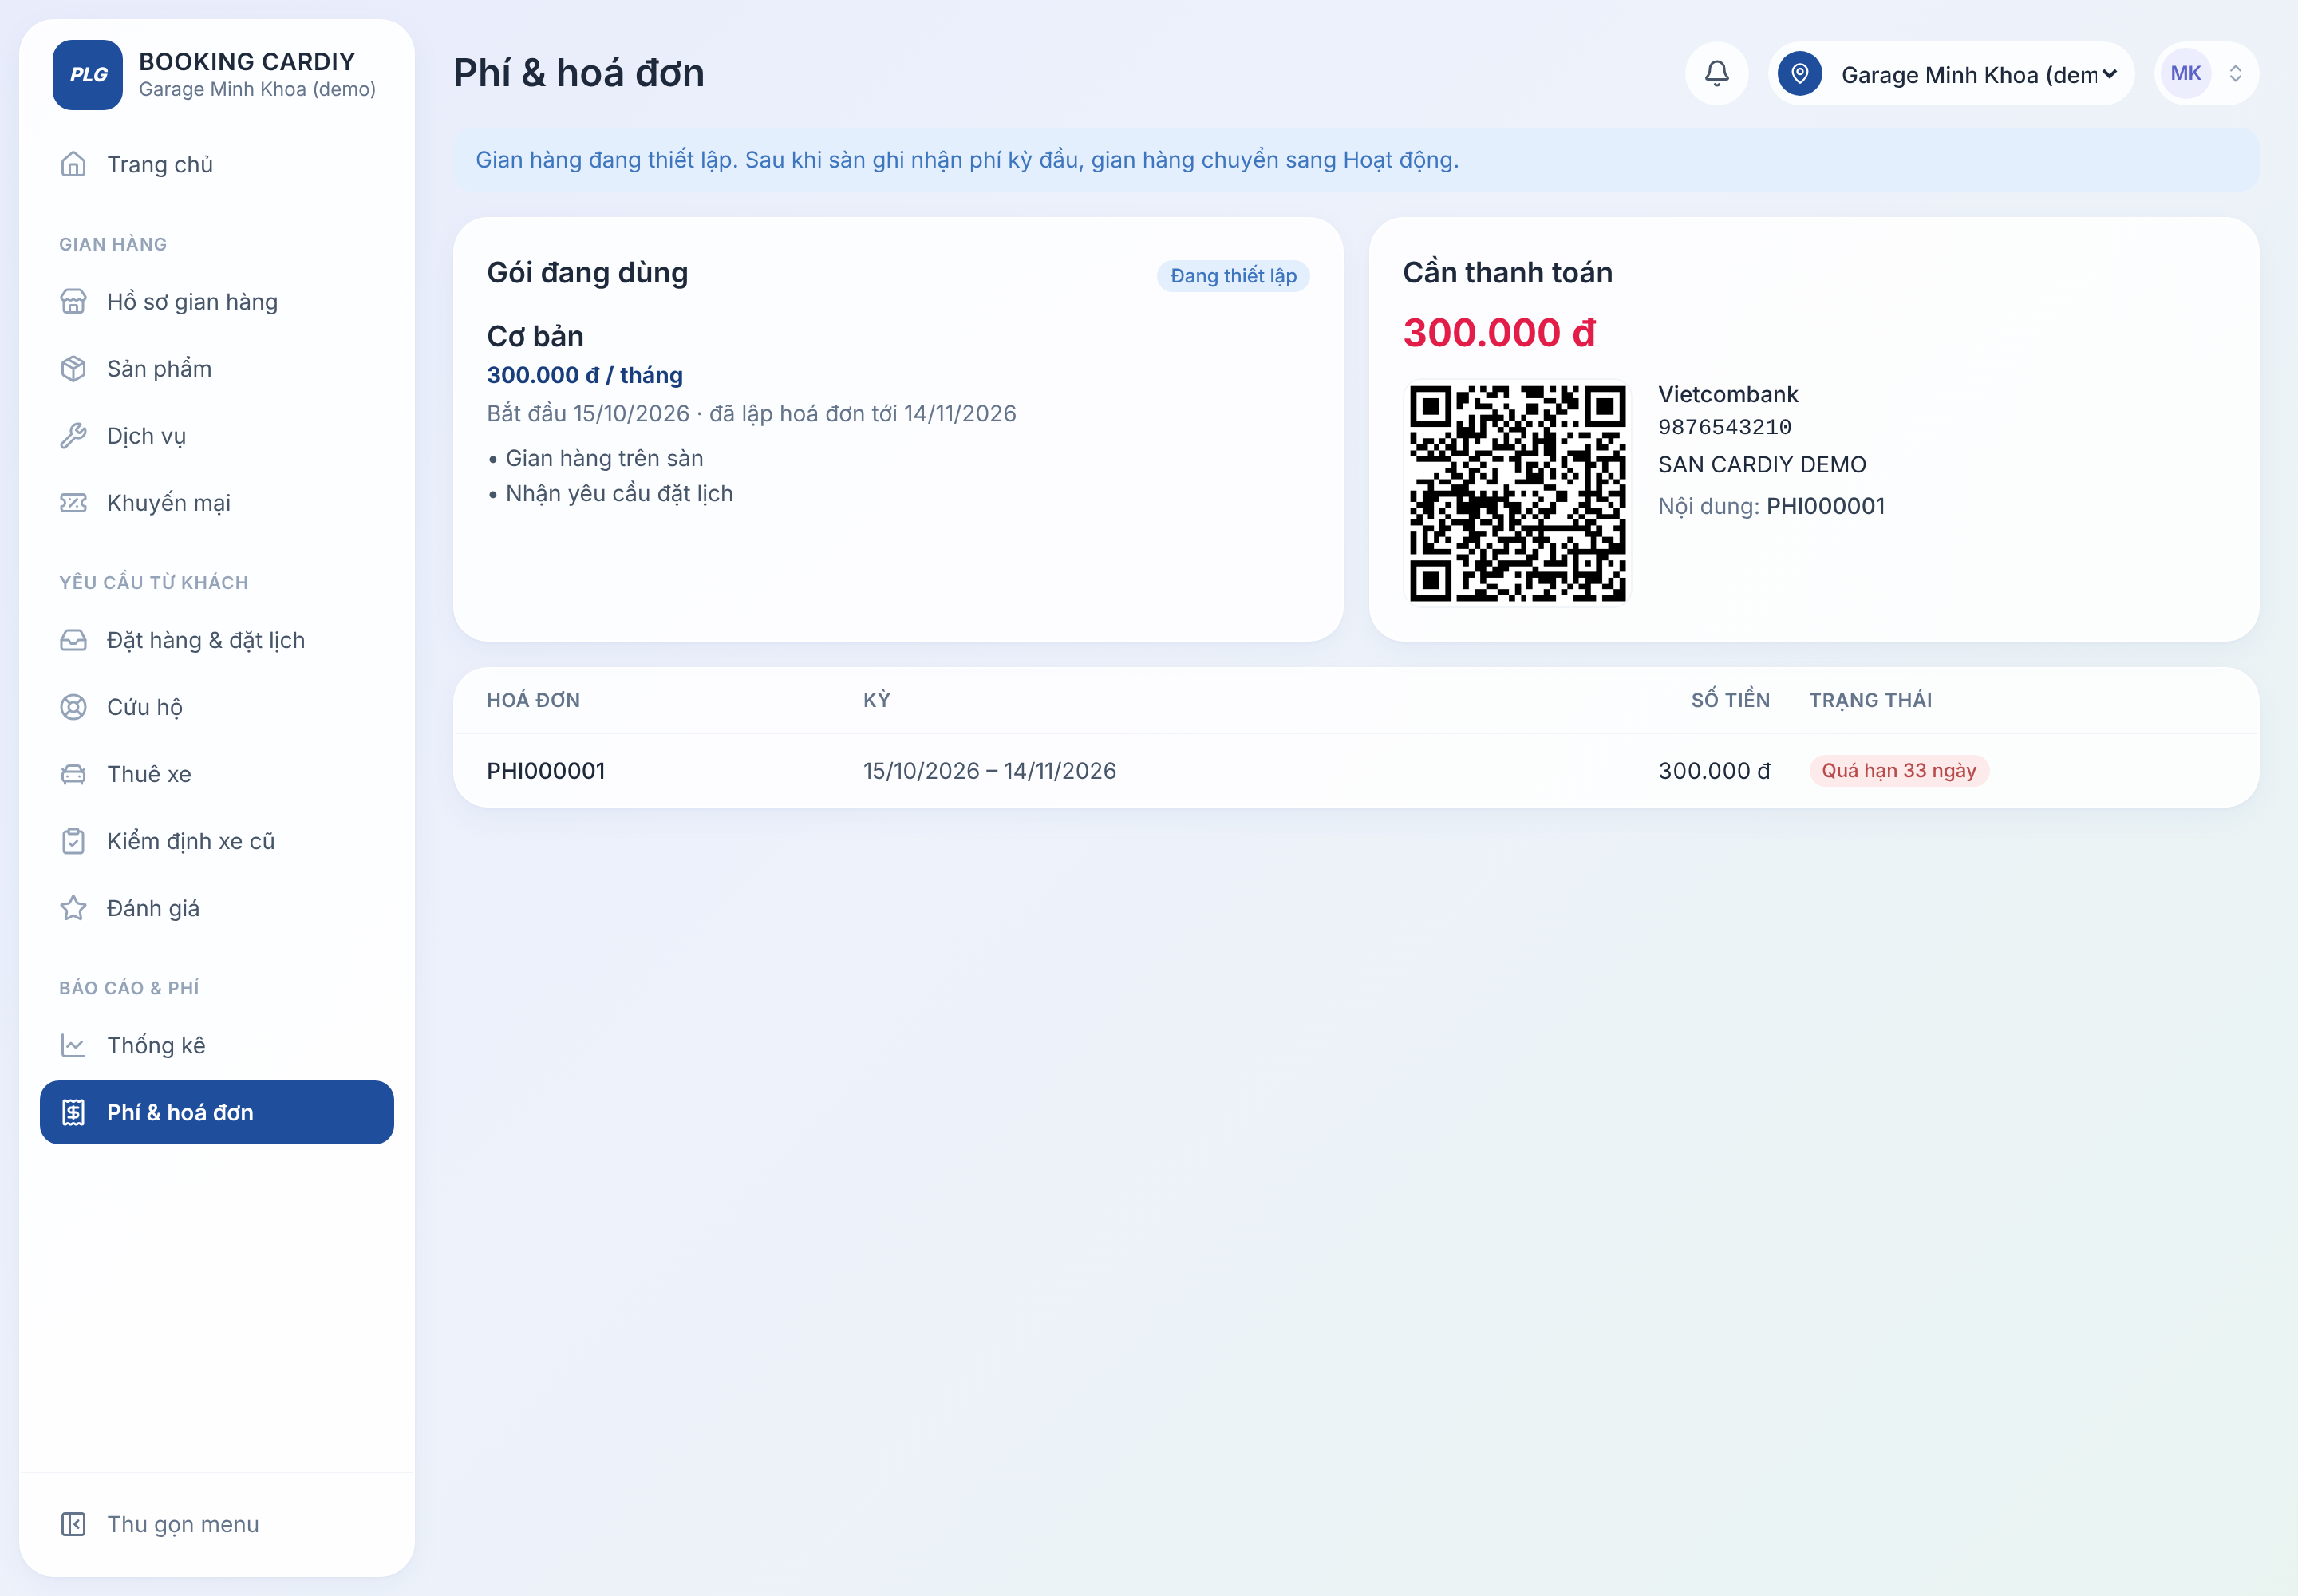 PLG
BOOKING CARDIY
Garage Minh Khoa (demo)
Trang chủ
GIAN HÀNG
Hồ sơ gian hàng
Sản phẩm
Dịch vụ
Khuyến mại
YÊU CẦU TỪ KHÁCH
Đặt hàng & đặt lịch
Cứu hộ
Thuê xe
Kiểm định xe cũ
Đánh giá
BÁO CÁO & PHÍ
Thống kê
Phí & hoá đơn
Thu gọn menu
Phí & hoá đơn
Garage Minh Khoa (dem
MK
Gian hàng đang thiết lập. Sau khi sàn ghi nhận phí kỳ đầu, gian hàng chuyển sang Hoạt động.
Gói đang dùng
Đang thiết lập
Cơ bản
300.000 đ / tháng
Bắt đầu 15/10/2026 · đã lập hoá đơn tới 14/11/2026
• Gian hàng trên sàn
• Nhận yêu cầu đặt lịch
Cần thanh toán
300.000 đ
Vietcombank
9876543210
SAN CARDIY DEMO
Nội dung: PHI000001
HOÁ ĐƠN KỲ SỐ TIỀN TRẠNG THÁI
PHI000001 15/10/2026 – 14/11/2026 300.000 đ Quá hạn 33 ngày